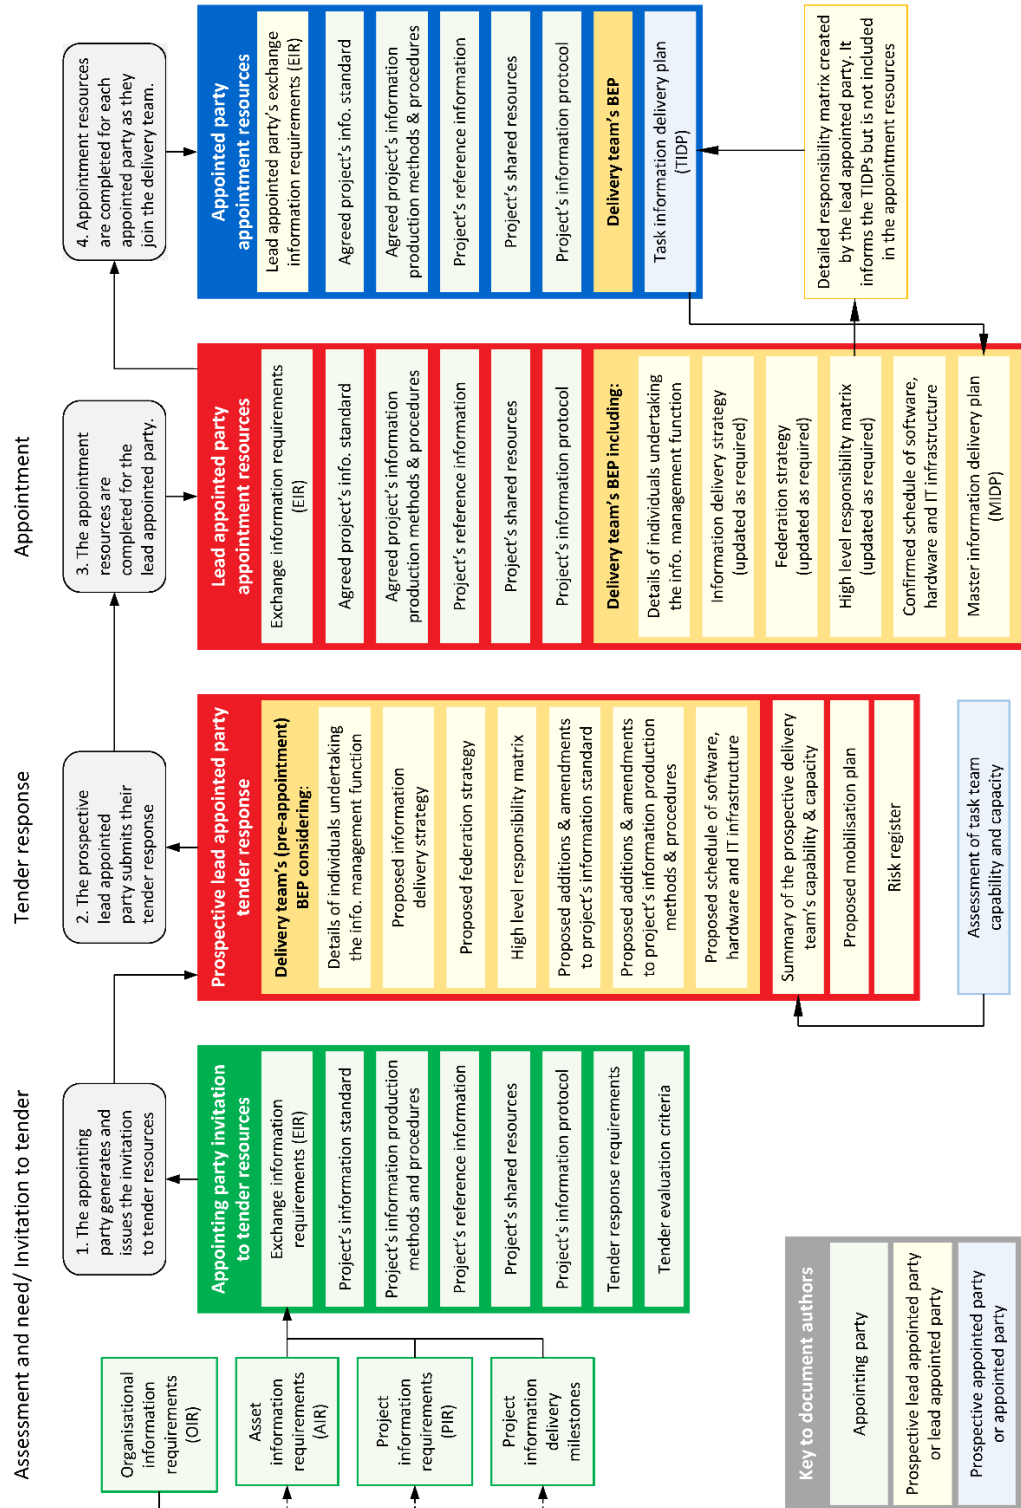 Assessment and need/ Invitation to tender
Tender response
Appointment
1. The appointing
party generates and
issues the invitation
to tender resources
2. The prospective
lead appointed
party submits their
tender response
3. The appointment
resources are
completed for the
lead appointed party.
4. Appointment resources
are completed for each
appointed party as they
join the delivery team.
Organisational
information
requirements
(OIR)
Asset
information
requirements
(AIR)
Project
information
requirements
(PIR)
Project
information
delivery
milestones
Appointing party invitation
to tender resources
Exchange information
requirements (EIR)
Project's information standard
Project's information production
methods and procedures
Project's reference information
Project's shared resources
Project's information protocol
Tender response requirements
Tender evaluation criteria
Prospective lead appointed party
tender response
Delivery team's (pre-appointment)
BEP considering:
Details of individuals undertaking
the info. management function
Proposed information
delivery strategy
Proposed federation strategy
High level responsibility matrix
Proposed additions & amendments
to project's information standard
Proposed additions & amendments
to project's information production
methods & procedures
Proposed schedule of software,
hardware and IT infrastructure
Summary of the prospective delivery
team's capability & capacity
Proposed mobilisation plan
Risk register
Assessment of task team
capability and capacity
Lead appointed party
appointment resources
Exchange information requirements
(EIR)
Agreed project's info. standard
Agreed project's information
production methods & procedures
Project's reference information
Project's shared resources
Project's information protocol
Delivery team's BEP including:
Details of individuals undertaking
the info. management function
Information delivery strategy
(updated as required)
Federation strategy
(updated as required)
High level responsibility matrix
(updated as required)
Confirmed schedule of software,
hardware and IT infrastructure
Master information delivery plan
(MIDP)
Appointed party
appointment resources
Lead appointed party's exchange
information requirements (EIR)
Agreed project's info. standard
Agreed project's information
production methods & procedures
Project's reference information
Project's shared resources
Project's information protocol
Delivery team's BEP
Task information delivery plan
(TIDP)
Detailed responsibility matrix created
by the lead appointed party. It
informs the TIDPs but is not included
in the appointment resources
Key to document authors
Appointing party
Prospective lead appointed party
or lead appointed party
Prospective appointed party
or appointed party